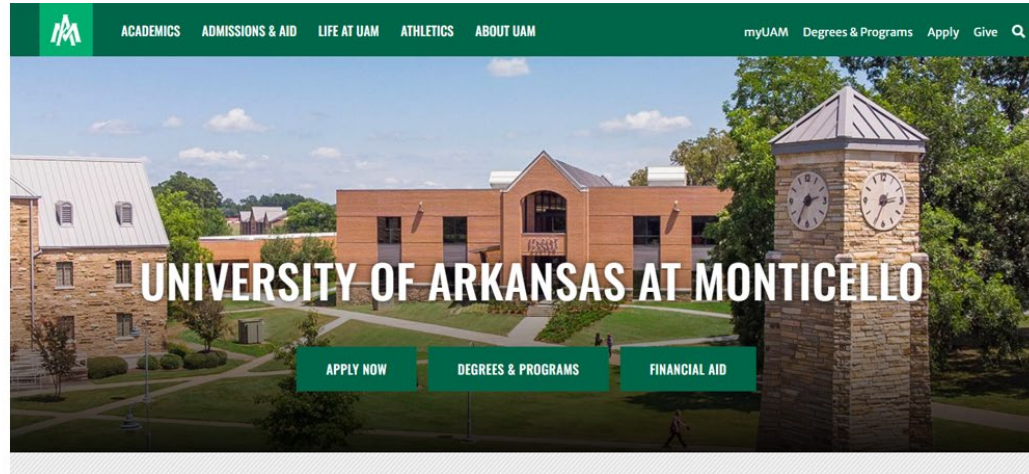 ACADEMICS ADMISSIONS & AID LIFE AT UAM ATHLETICS ABOUT UAM myUAM Degrees & Programs Apply Give
UNIVERSITY OF ARKANSAS AT MONTICELLO
APPLY NOW DEGREES & PROGRAMS FINANCIAL AID